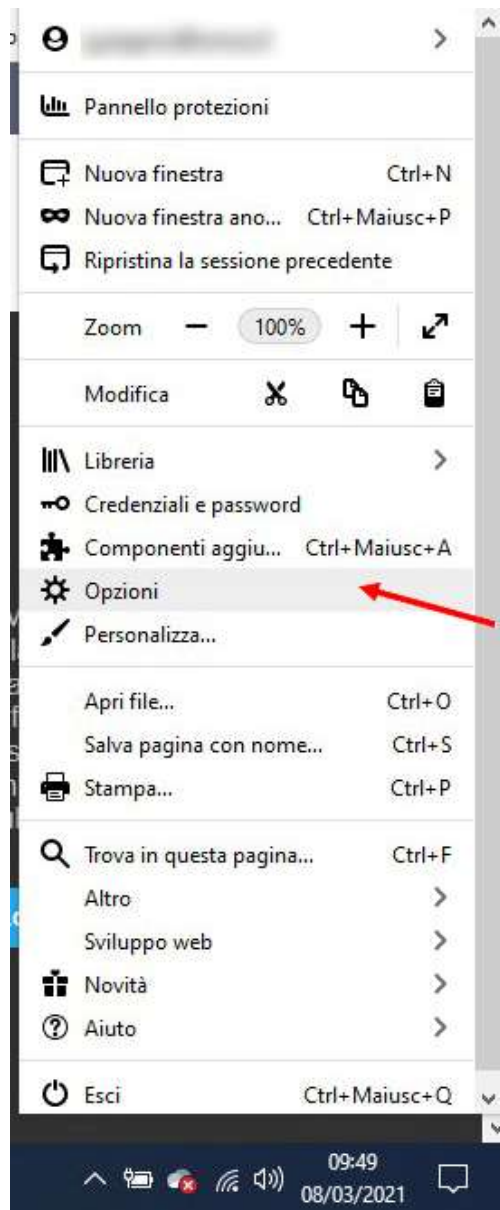 Pannello protezioni
Nuova finestra Ctrl+N
Nuova finestra ano... Ctrl+Maiusc+P
Ripristina la sessione precedente
Zoom 100%
Modifica
Libreria
Credenziali e password
Componenti aggiu... Ctrl+Maiusc+A
Opzioni
Personalizza...
Apri file... Ctrl+O
Salva pagina con nome... Ctrl+S
Stampa... Ctrl+P
Trova in questa pagina... Ctrl+F
Altro
Sviluppo web
Novità
Aiuto
Esci Ctrl+Maiusc+Q
09:49
08/03/2021